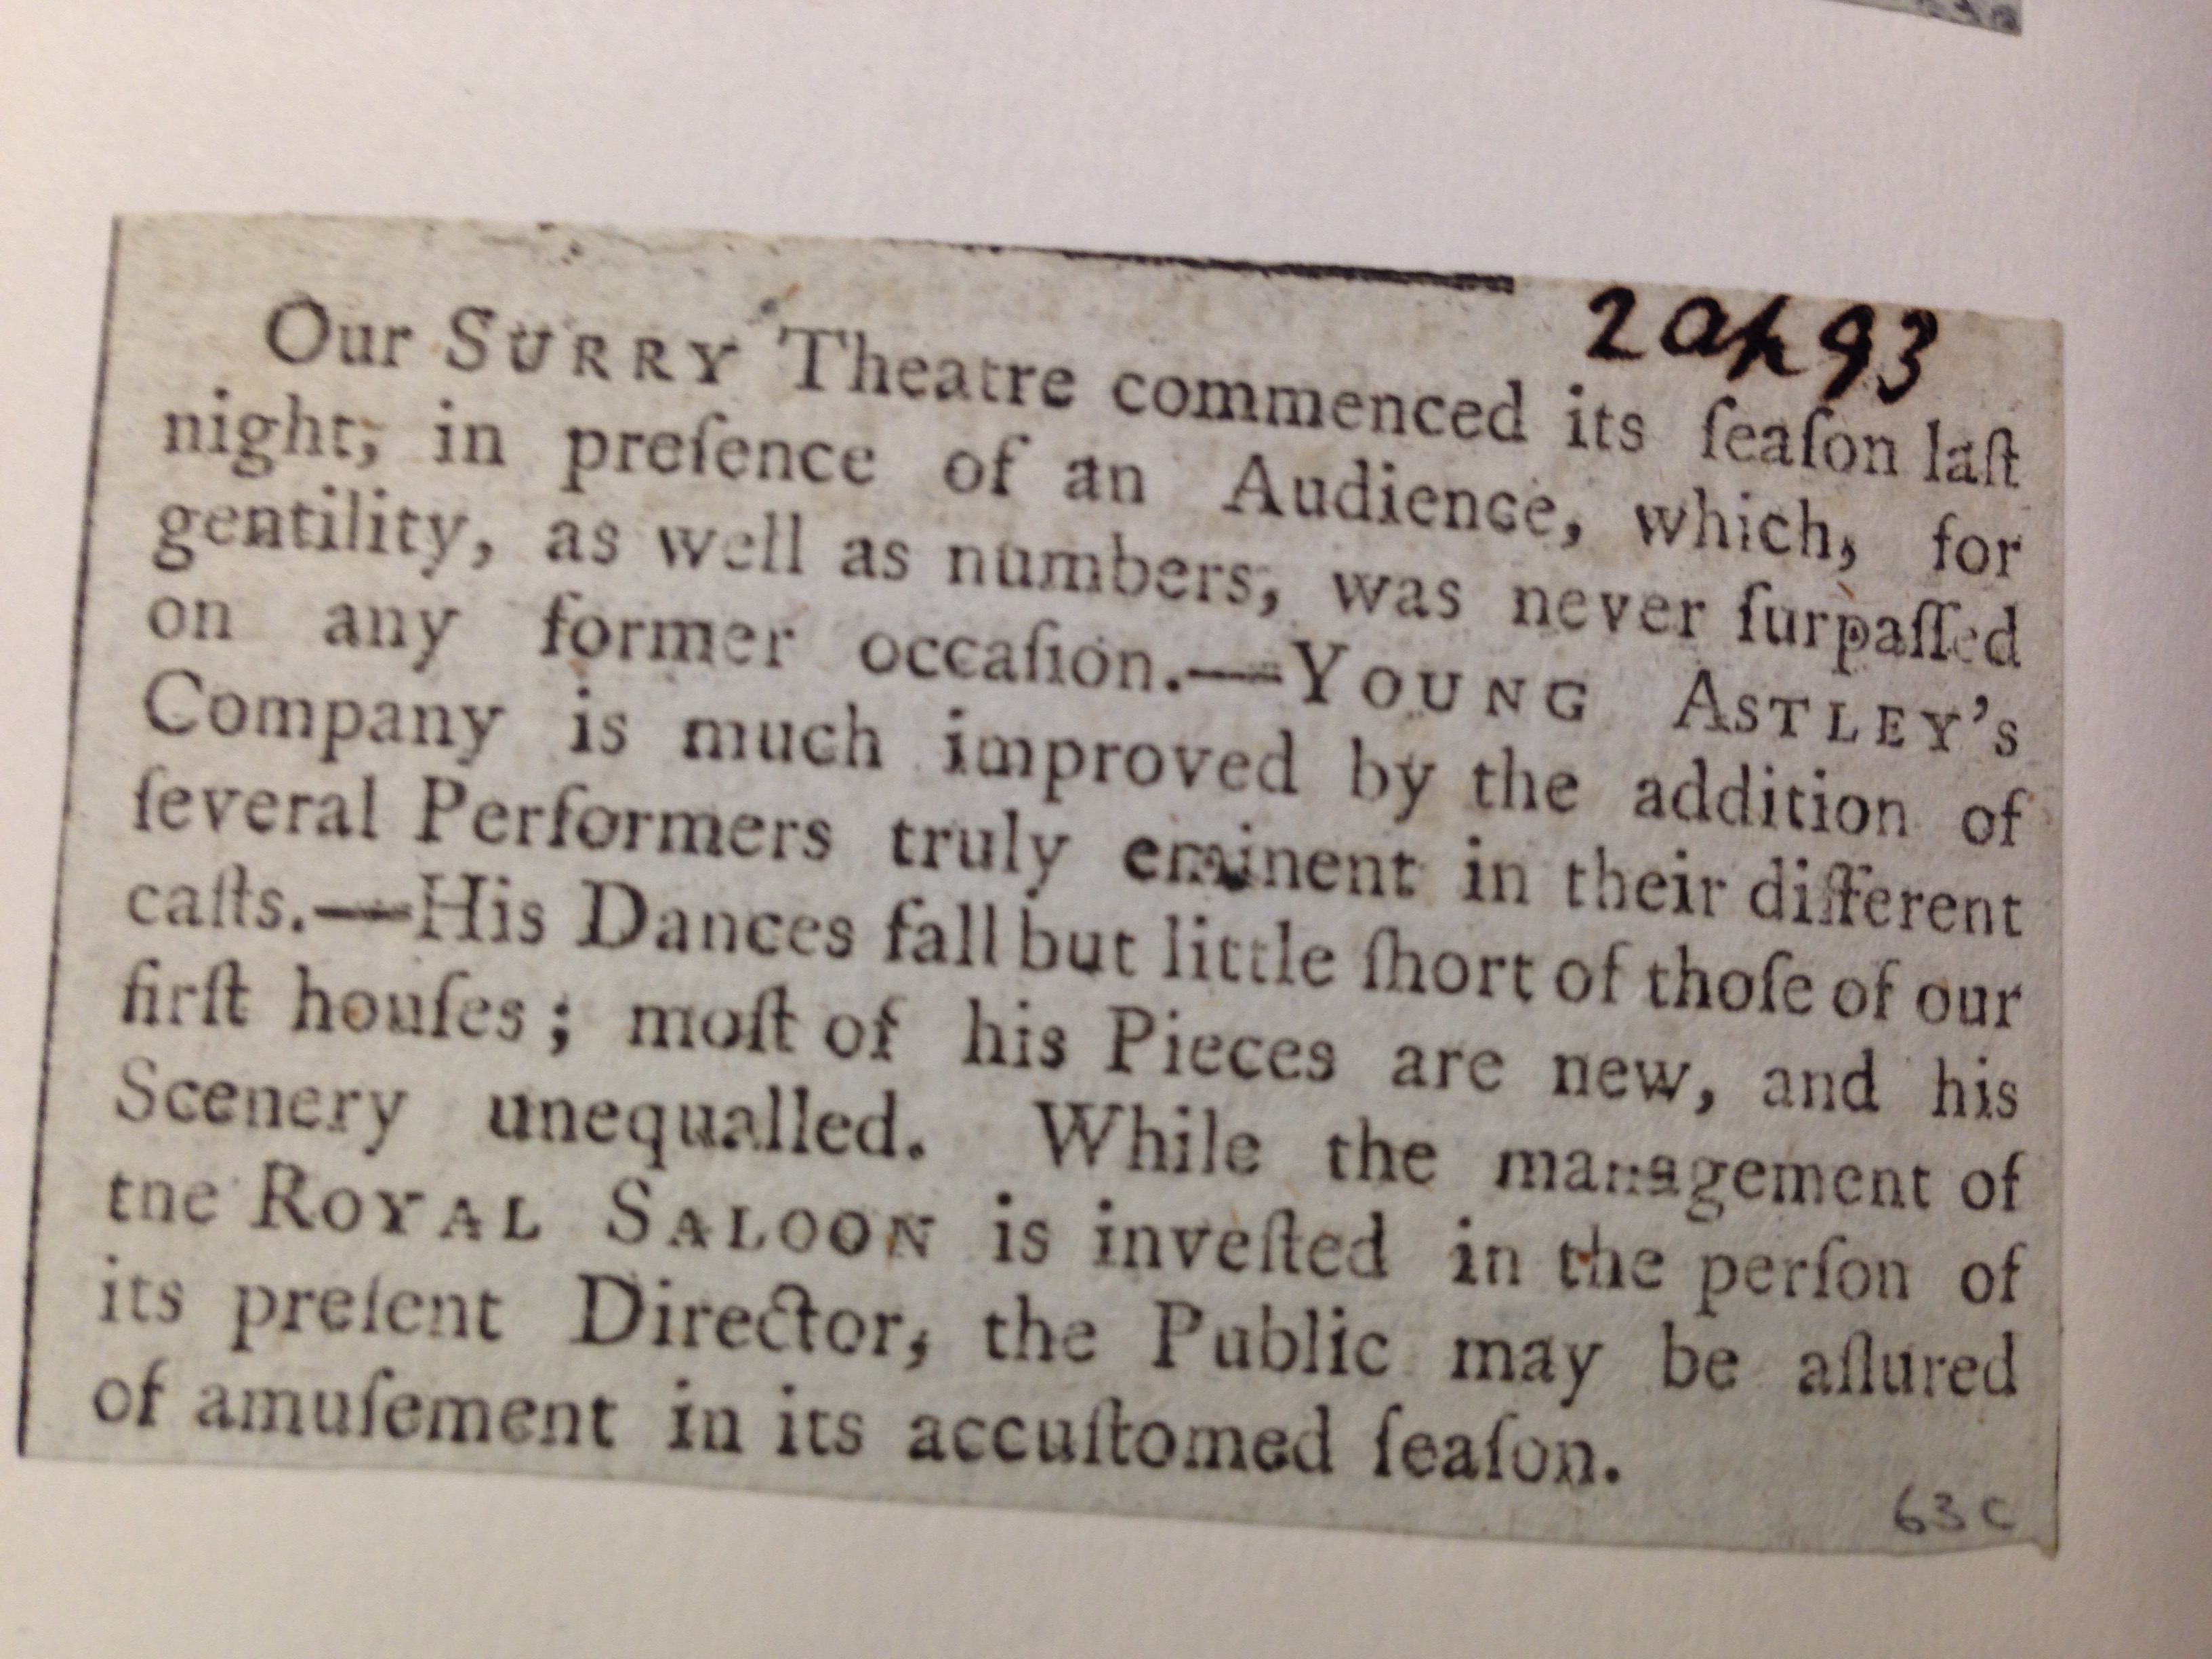 2 Ap 93
Our SURRY Theatre commenced its ſeaſon laſt
night, in preſence of an Audience, which, for
gentility, as well as numbers, was never ſurpaſſed
on any former occaſion.—YOUNG ASTLEY's
Company is much improved by the addition of
ſeveral Performers truly eminent in their different
caſts.—His Dances fall but little ſhort of thoſe of our
firſt houſes; moſt of his Pieces are new, and his
Scenery unequalled. While the management of
tne ROYAL SALOON is inveſted in the perſon of
its preſent Director, the Public may be aſſured
of amuſement in its accuſtomed ſeaſon.
63c